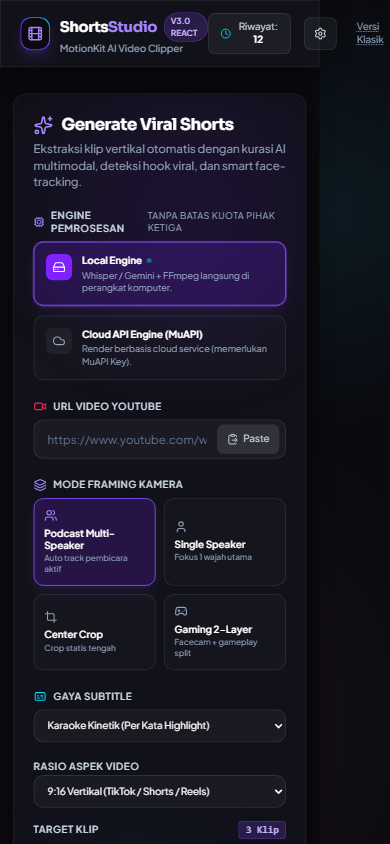 ShortsStudio V3.0 REACT
MotionKit AI Video Clipper
Riwayat: 12
Versi Klasik
Generate Viral Shorts
Ekstraksi klip vertikal otomatis dengan kurasi AI
multimodal, deteksi hook viral, dan smart face-
tracking.
ENGINE PEMROSESAN
TANPA BATAS KUOTA PIHAK KETIGA
Local Engine
Whisper / Gemini + FFmpeg langsung di
perangkat komputer.
Cloud API Engine (MuAPI)
Render berbasis cloud service (memerlukan
MuAPI Key).
URL VIDEO YOUTUBE
https://www.youtube.com/w
Paste
MODE FRAMING KAMERA
Podcast Multi-
Speaker
Auto track pembicara
aktif
Single Speaker
Fokus 1 wajah utama
Center Crop
Crop statis tengah
Gaming 2-Layer
Facecam + gameplay
split
GAYA SUBTITLE
Karaoke Kinetik (Per Kata Highlight)
RASIO ASPEK VIDEO
9:16 Vertikal (TikTok / Shorts / Reels)
TARGET KLIP
3 Klip